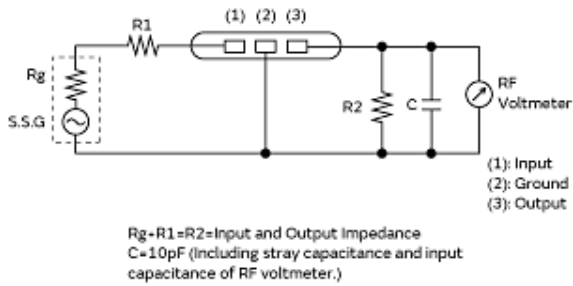 R1
(1) (2) (3)
Rg
S.S.G
R2
C
RF
Voltmeter
(1): Input
(2): Ground
(3): Output
Rg+R1=R2=Input and Output Impedance
C=10pF (Including stray capacitance and input
capacitance of RF voltmeter.)